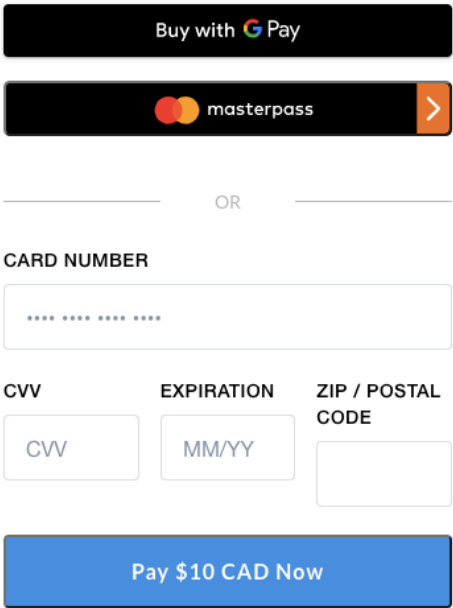 Buy with G Pay
masterpass
OR
CARD NUMBER
•••• •••• •••• ••••
CVV
EXPIRATION
ZIP / POSTAL
CODE
CVV
MM/YY
Pay $10 CAD Now